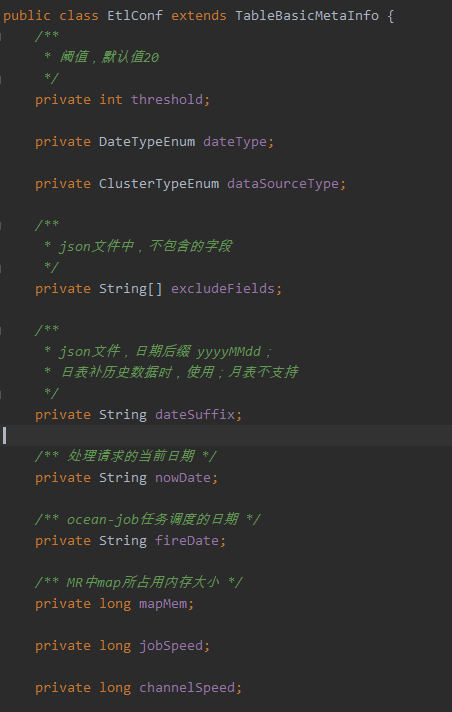 public class EtlConf extends TableBasicMetaInfo {
/**
* 阈值，默认值20
*/
private int threshold;
private DateTypeEnum dateType;
private ClusterTypeEnum dataSourceType;
/**
* json文件中，不包含的字段
*/
private String[] excludeFields;
/**
* json文件，日期后缀 yyyyMMdd；
* 日表补历史数据时，使用；月表不支持
*/
private String dateSuffix;
/** 处理请求的当前日期 */
private String nowDate;
/** ocean-job任务调度的日期 */
private String fireDate;
/** MR中map所占用内存大小 */
private long mapMem;
private long jobSpeed;
private long channelSpeed;